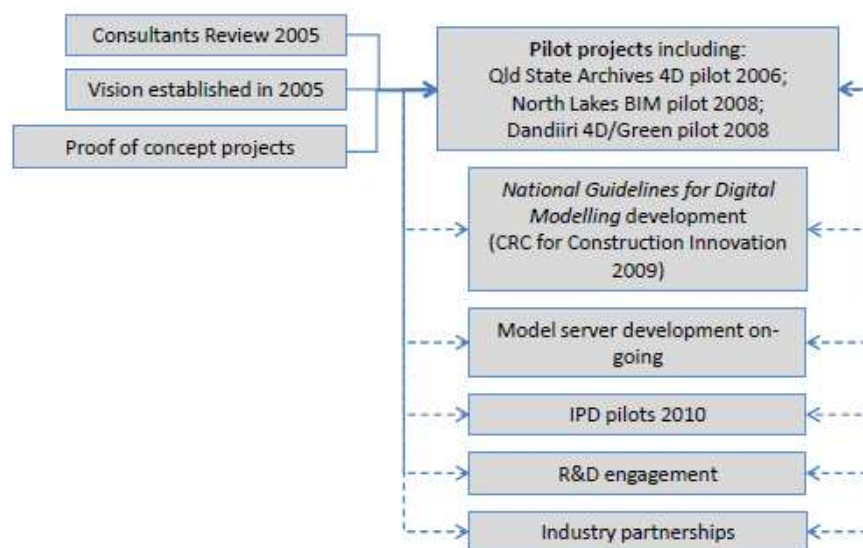 Consultants Review 2005
Vision established in 2005
Proof of concept projects
Pilot projects including:
Qld State Archives 4D pilot 2006;
North Lakes BIM pilot 2008;
Dandiiri 4D/Green pilot 2008
National Guidelines for Digital
Modelling development
(CRC for Construction Innovation
2009)
Model server development on-
going
IPD pilots 2010
R&D engagement
Industry partnerships